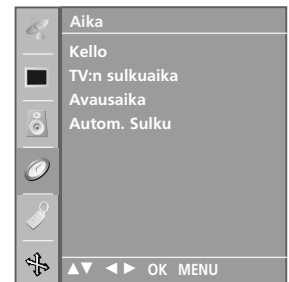 Aika
Kello
TV:n sulkuaika
Avausaika
Autom. Sulku
▲▼ ◄► OK MENU